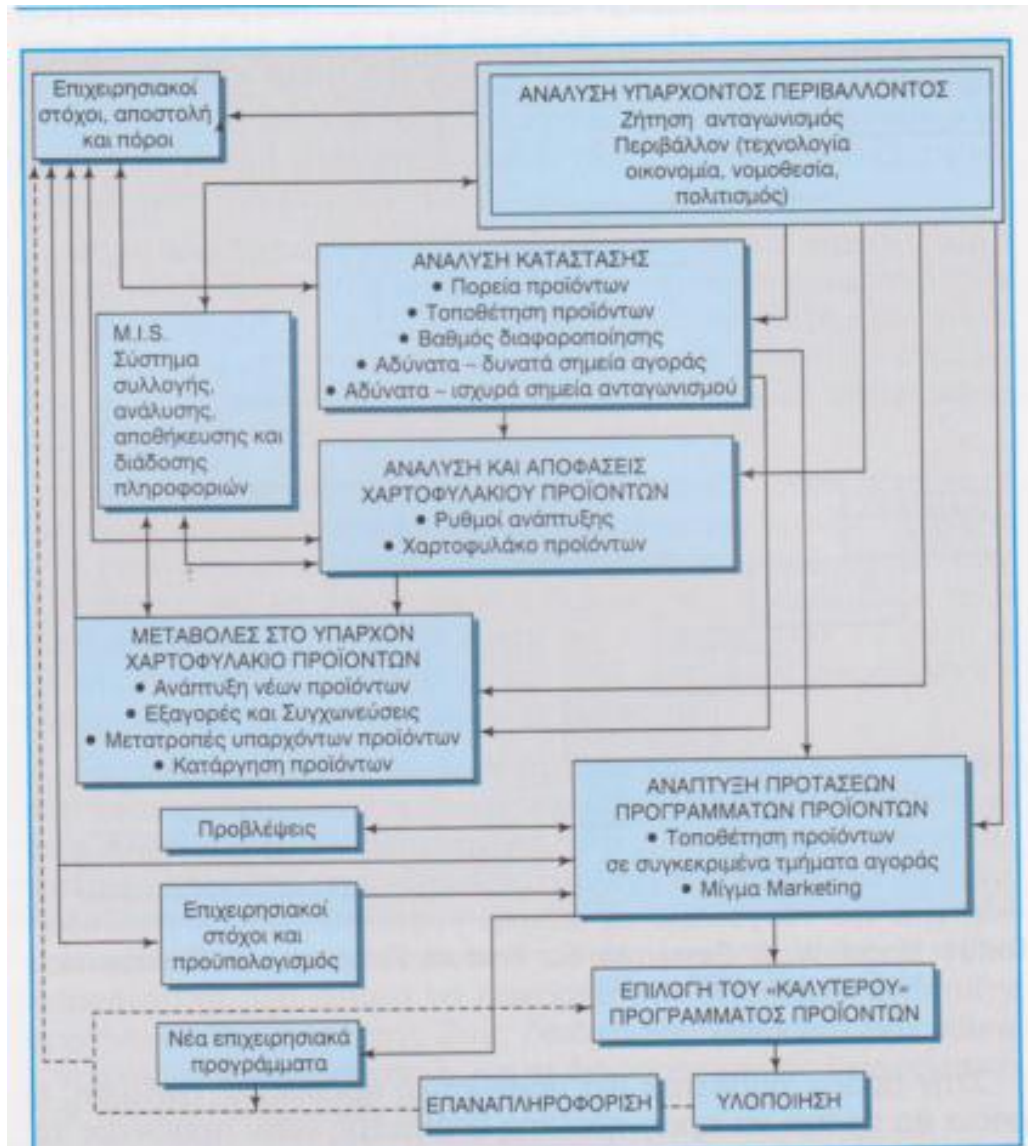 Επιχειρησιακοί
στόχοι, αποστολή
και πόροι
ΑΝΑΛΥΣΗ ΥΠΑΡΧΟΝΤΟΣ ΠΕΡΙΒΑΛΛΟΝΤΟΣ
Ζήτηση ανταγωνισμός
Περιβάλλον (τεχνολογία
οικονομία, νομοθεσία,
πολιτισμός)
ΑΝΑΛΥΣΗ ΚΑΤΑΣΤΑΣΗΣ
• Πορεία προϊόντων
• Τοποθέτηση προϊόντων
• Βαθμός διαφοροποίησης
• Αδύνατα – δυνατά σημεία αγοράς
• Αδύνατα – ισχυρά σημεία ανταγωνισμού
M.I.S.
Σύστημα
συλλογής,
ανάλυσης,
αποθήκευσης και
διάδοσης
πληροφοριών
ΑΝΑΛΥΣΗ ΚΑΙ ΑΠΟΦΑΣΕΙΣ
ΧΑΡΤΟΦΥΛΑΚΙΟΥ ΠΡΟΪΟΝΤΩΝ
• Ρυθμοί ανάπτυξης
• Χαρτοφυλάκο προϊόντων
ΜΕΤΑΒΟΛΕΣ ΣΤΟ ΥΠΑΡΧΟΝ
ΧΑΡΤΟΦΥΛΑΚΙΟ ΠΡΟΪΟΝΤΩΝ
• Ανάπτυξη νέων προϊόντων
• Εξαγορές και Συγχωνεύσεις
• Μετατροπές υπαρχόντων προϊόντων
• Κατάργηση προϊόντων
ΑΝΑΠΤΥΞΗ ΠΡΟΤΑΣΕΩΝ
ΠΡΟΓΡΑΜΜΑΤΩΝ ΠΡΟΪΟΝΤΩΝ
• Τοποθέτηση προϊόντων
σε συγκεκριμένα τμήματα αγοράς
• Μίγμα Marketing
Προβλέψεις
Επιχειρησιακοί
στόχοι και
προϋπολογισμός
ΕΠΙΛΟΓΗ ΤΟΥ «ΚΑΛΥΤΕΡΟΥ»
ΠΡΟΓΡΑΜΜΑΤΟΣ ΠΡΟΪΟΝΤΩΝ
Νέα επιχειρησιακά
προγράμματα
ΕΠΑΝΑΠΛΗΡΟΦΟΡΙΣΗ
ΥΛΟΠΟΙΗΣΗ